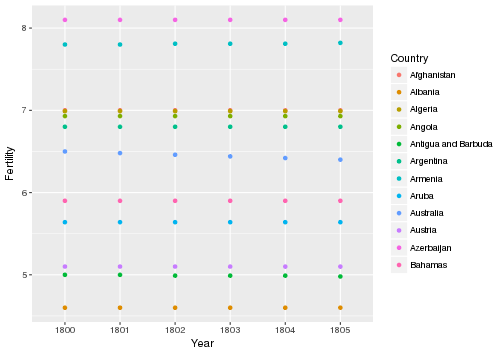 Fertility
8
7
6
5
1800 1801 1802 1803 1804 1805
Year
Country
Afghanistan
Albania
Algeria
Angola
Antigua and Barbuda
Argentina
Armenia
Aruba
Australia
Austria
Azerbaijan
Bahamas